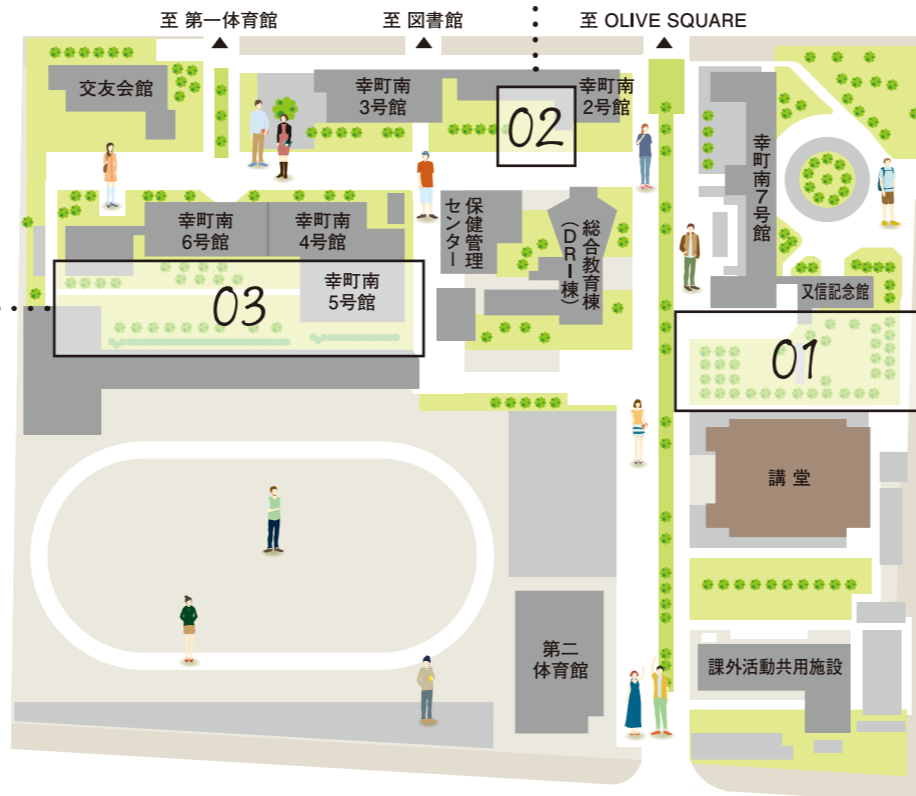 至 第一体育館
至 図書館
至 OLIVE SQUARE
交友会館
幸町南
3号館
幸町南
2号館
02
幸町南7号館
幸町南
6号館
幸町南
4号館
保健管理
センター
総合教育棟
(DRI棟)
又信記念館
03
幸町南
5号館
01
講堂
第二
体育館
課外活動共用施設